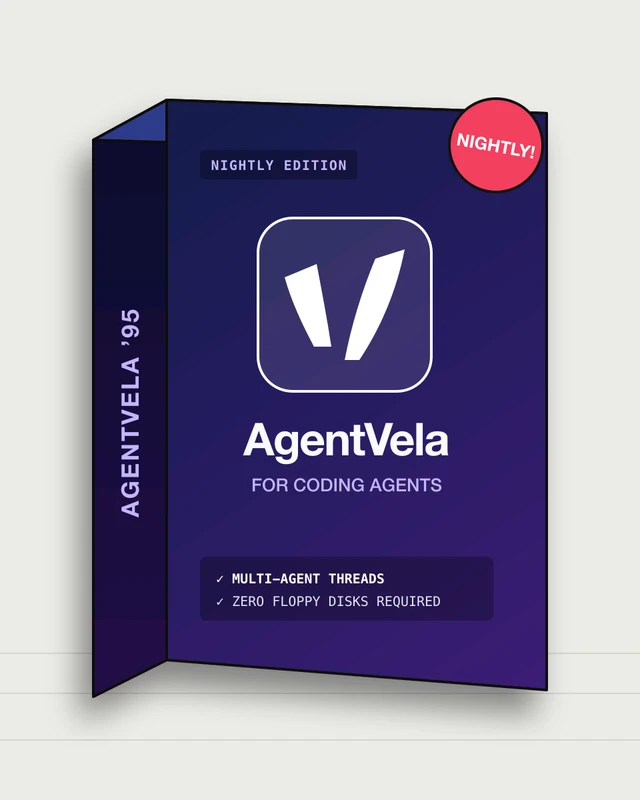 NIGHTLY!
NIGHTLY EDITION
AGENTVELA ’95
AgentVela
FOR CODING AGENTS
✓ MULTI–AGENT THREADS
✓ ZERO FLOPPY DISKS REQUIRED